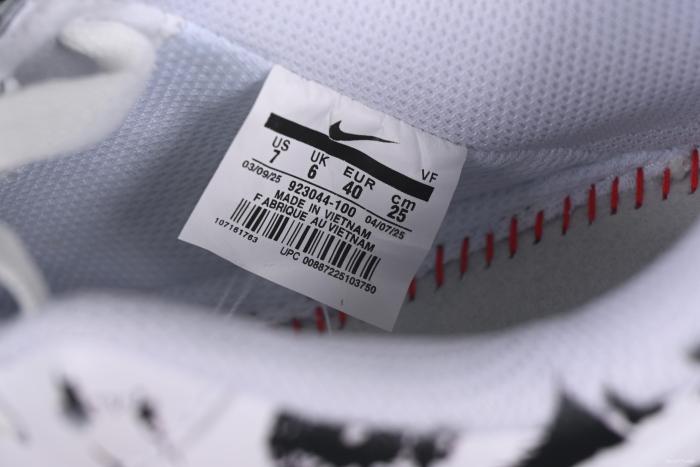 VF
US UK EUR cm
7 6 40 25
03/09/25 923044-100 04/07/25
MADE IN VIETNAM
F ABRIQUE AU VIETNAM
107161763
UPC 00887225103750